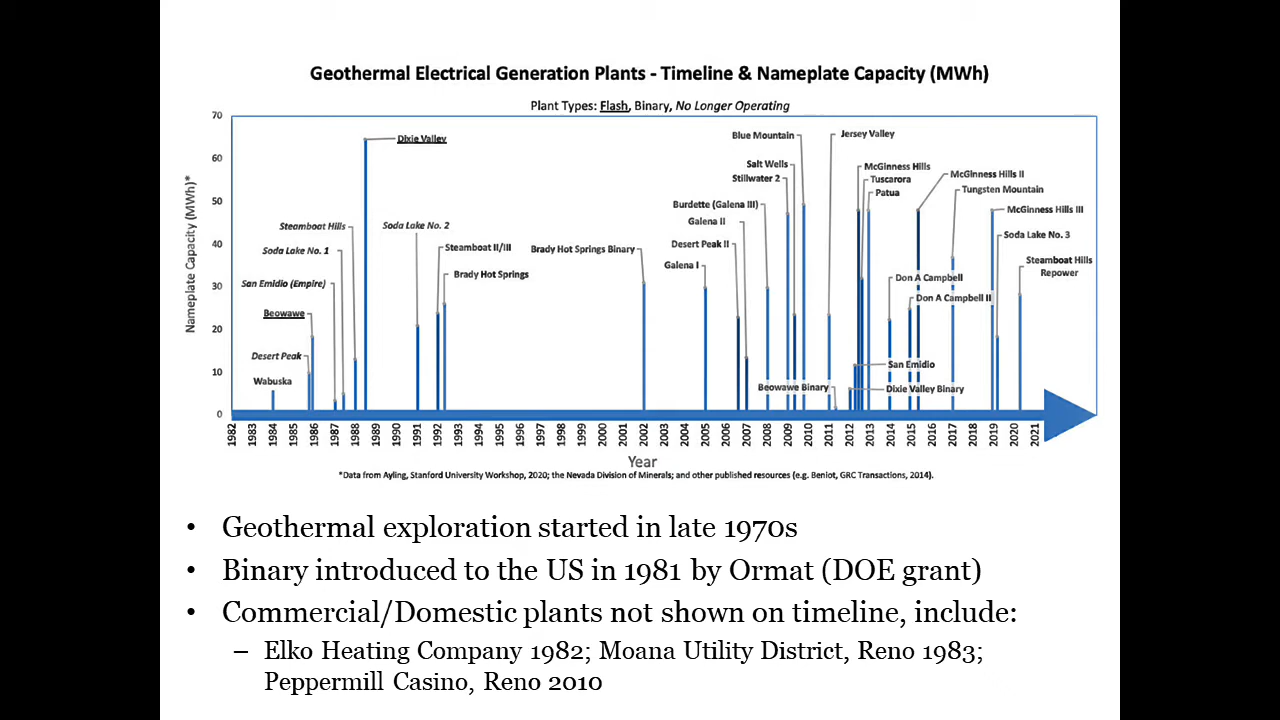 Geothermal Electrical Generation Plants - Timeline & Nameplate Capacity (MWh)
Plant Types: Flash, Binary, No Longer Operating
70
60
50
40
30
20
10
0
Nameplate Capacity (MWh)*
Wabuska
Desert Peak
Beowawe
San Emidio (Empire)
Soda Lake No. 1
Steamboat Hills
Dixie Valley
Soda Lake No. 2
Steamboat II/III
Brady Hot Springs
Brady Hot Springs Binary
Galena I
Desert Peak II
Galena II
Burdette (Galena III)
Stillwater 2
Salt Wells
Blue Mountain
Jersey Valley
Beowawe Binary
Dixie Valley Binary
San Emidio
McGinness Hills
Tuscarora
Patua
Don A Campbell
Don A Campbell II
McGinness Hills II
Tungsten Mountain
McGinness Hills III
Soda Lake No. 3
Steamboat Hills
Repower
1982 1983 1984 1985 1986 1987 1988 1989 1990 1991 1992 1993 1994 1995 1996 1997 1998 1999 2000 2001 2002 2003 2004 2005 2006 2007 2008 2009 2010 2011 2012 2013 2014 2015 2016 2017 2018 2019 2020 2021
Year
*Data from Ayling, Stanford University Workshop, 2020; the Nevada Division of Minerals; and other published resources (e.g. Beniot, GRC Transactions, 2014).
• Geothermal exploration started in late 1970s
• Binary introduced to the US in 1981 by Ormat (DOE grant)
• Commercial/Domestic plants not shown on timeline, include:
– Elko Heating Company 1982; Moana Utility District, Reno 1983;
Peppermill Casino, Reno 2010